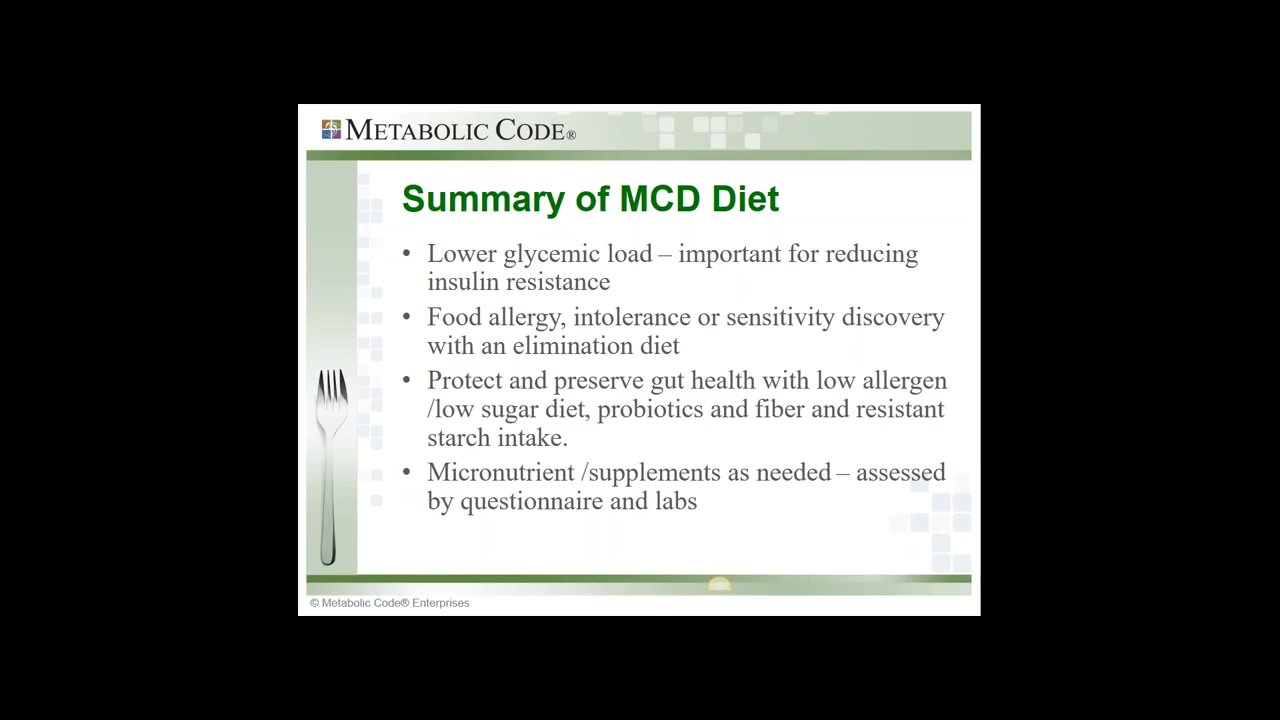 METABOLIC CODE®
Summary of MCD Diet
• Lower glycemic load – important for reducing
insulin resistance
• Food allergy, intolerance or sensitivity discovery
with an elimination diet
• Protect and preserve gut health with low allergen
/low sugar diet, probiotics and fiber and resistant
starch intake.
• Micronutrient /supplements as needed – assessed
by questionnaire and labs
© Metabolic Code® Enterprises